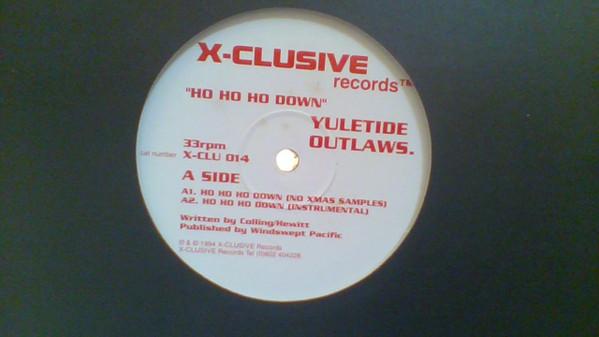 X-CLUSIVE
records™
"HO HO HO DOWN"
YULETIDE
OUTLAWS.
33rpm
cat number X-CLU 014
A SIDE
A1. HO HO HO DOWN (NO XMAS SAMPLES)
A2. HO HO HO DOWN (INSTRUMENTAL)
Written by Colling/Hewitt
Published by Windswept Pacific
℗ & © 1994 X-CLUSIVE Records
X-CLUSIVE Records Tel (0)602 404228